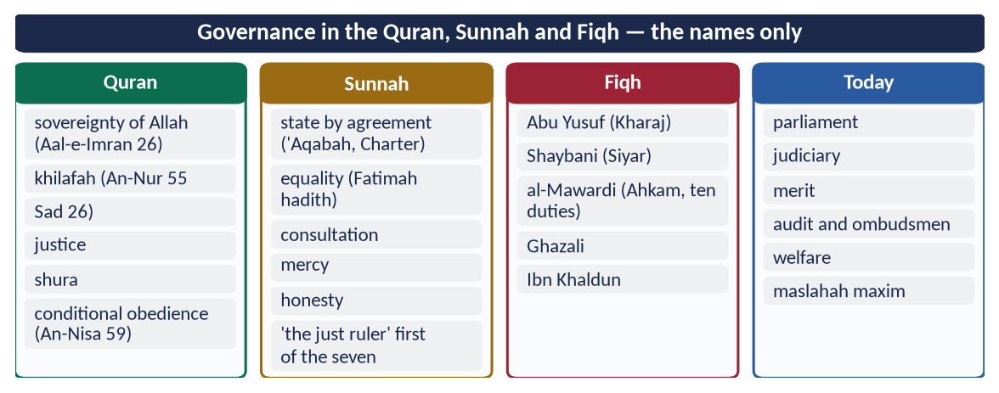 Governance in the Quran, Sunnah and Fiqh — the names only
Quran
sovereignty of Allah
(Aal-e-Imran 26)
khilafah (An-Nur 55
Sad 26)
justice
shura
conditional obedience
(An-Nisa 59)
Sunnah
state by agreement
('Aqabah, Charter)
equality (Fatimah
hadith)
consultation
mercy
honesty
'the just ruler' first
of the seven
Fiqh
Abu Yusuf (Kharaj)
Shaybani (Siyar)
al-Mawardi (Ahkam, ten
duties)
Ghazali
Ibn Khaldun
Today
parliament
judiciary
merit
audit and ombudsmen
welfare
maslahah maxim